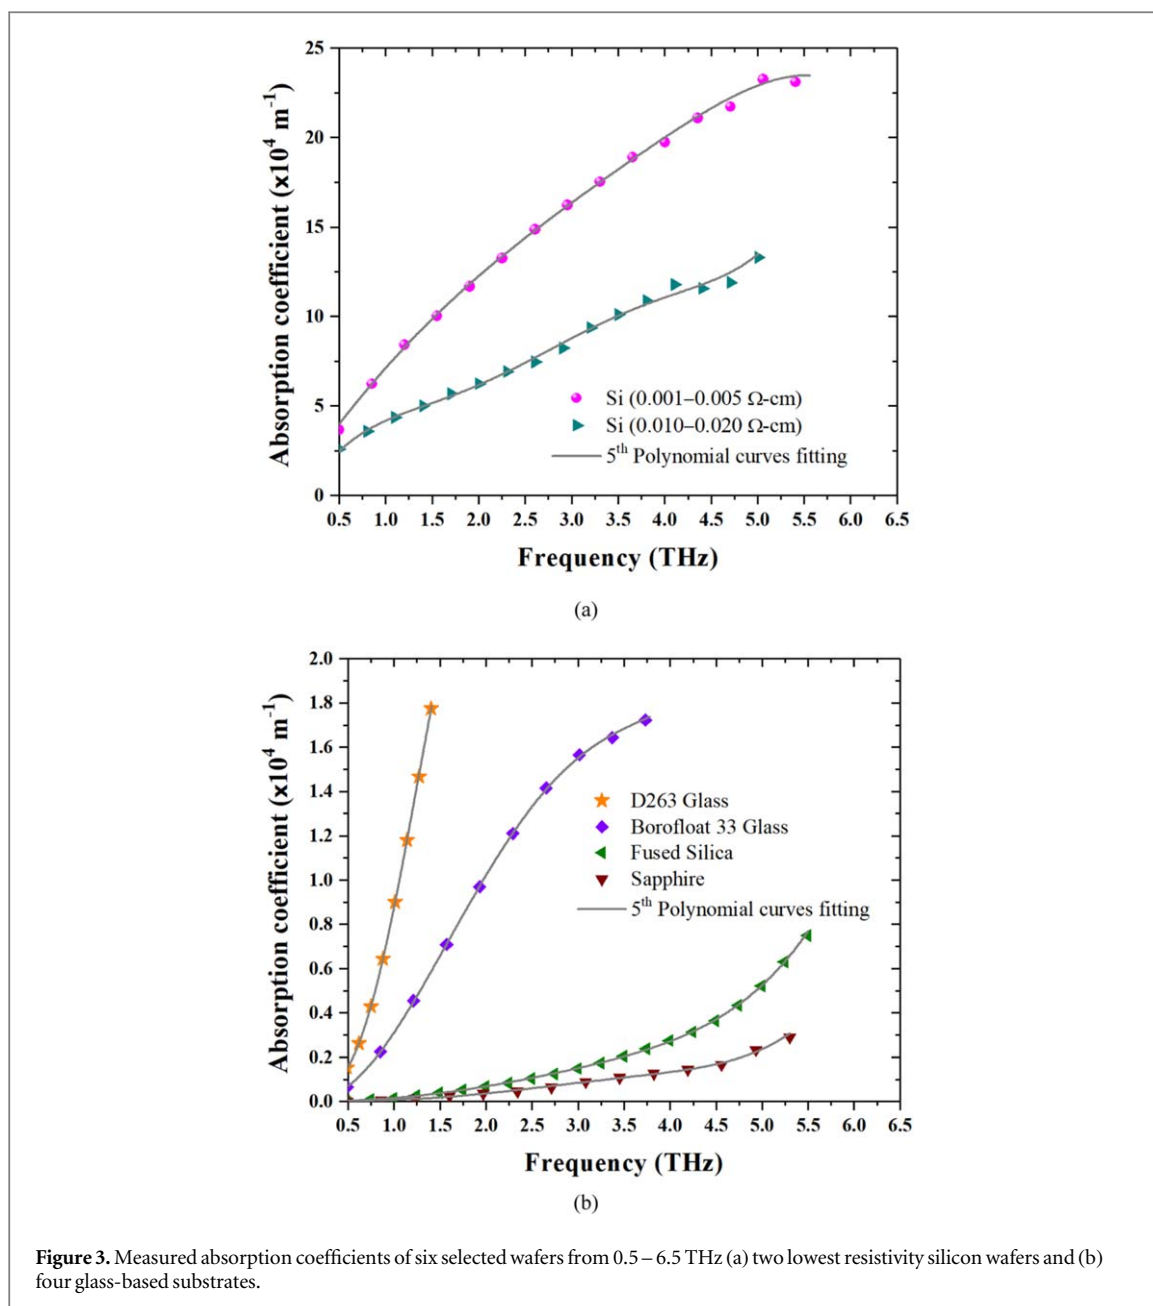 25
20
15
10
5
0
Absorption coefficient (x10⁴ m⁻¹)
Si (0.001–0.005 Ω-cm)
Si (0.010–0.020 Ω-cm)
5th Polynomial curves fitting
0.5 1.0 1.5 2.0 2.5 3.0 3.5 4.0 4.5 5.0 5.5 6.0 6.5
Frequency (THz)
(a)
2.0
1.8
1.6
1.4
1.2
1.0
0.8
0.6
0.4
0.2
0.0
Absorption coefficient (x10⁴ m⁻¹)
D263 Glass
Borofloat 33 Glass
Fused Silica
Sapphire
5th Polynomial curves fitting
0.5 1.0 1.5 2.0 2.5 3.0 3.5 4.0 4.5 5.0 5.5 6.0 6.5
Frequency (THz)
(b)
Figure 3. Measured absorption coefficients of six selected wafers from 0.5 – 6.5 THz (a) two lowest resistivity silicon wafers and (b)
four glass-based substrates.